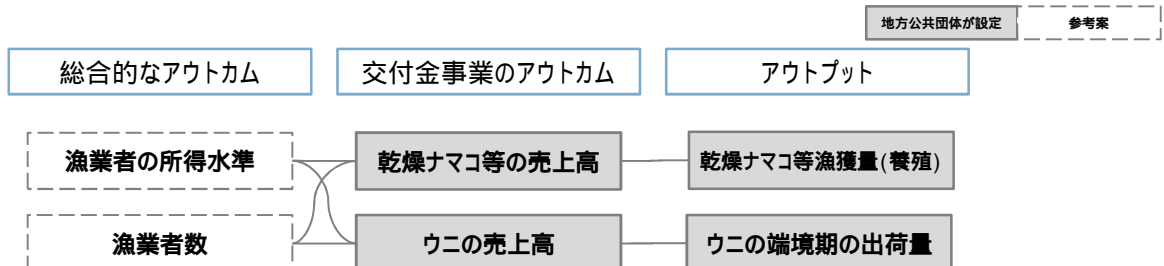 地方公共団体が設定
参考案
総合的なアウトカム
交付金事業のアウトカム
アウトプット
漁業者の所得水準
乾燥ナマコ等の売上高
乾燥ナマコ等漁獲量(養殖)
漁業者数
ウニの売上高
ウニの端境期の出荷量